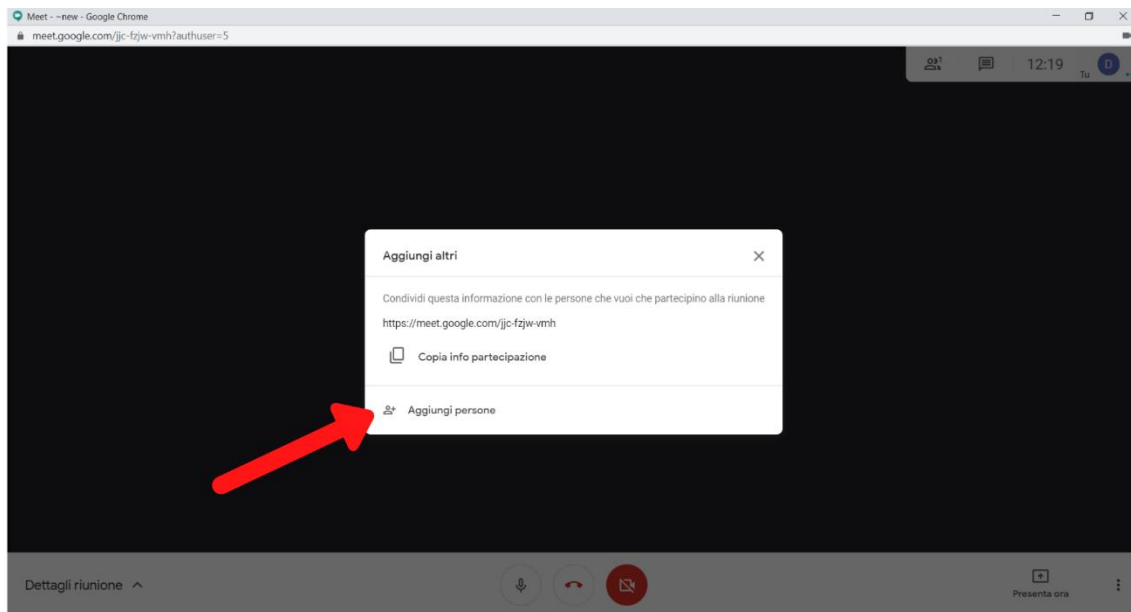 Meet - ~new - Google Chrome
meet.google.com/jjc-fzjw-vmh?authuser=5
12:19
Tu
D
Aggiungi altri
Condividi questa informazione con le persone che vuoi che partecipino alla riunione
https://meet.google.com/jjc-fzjw-vmh
Copia info partecipazione
Aggiungi persone
Dettagli riunione
Presenta ora